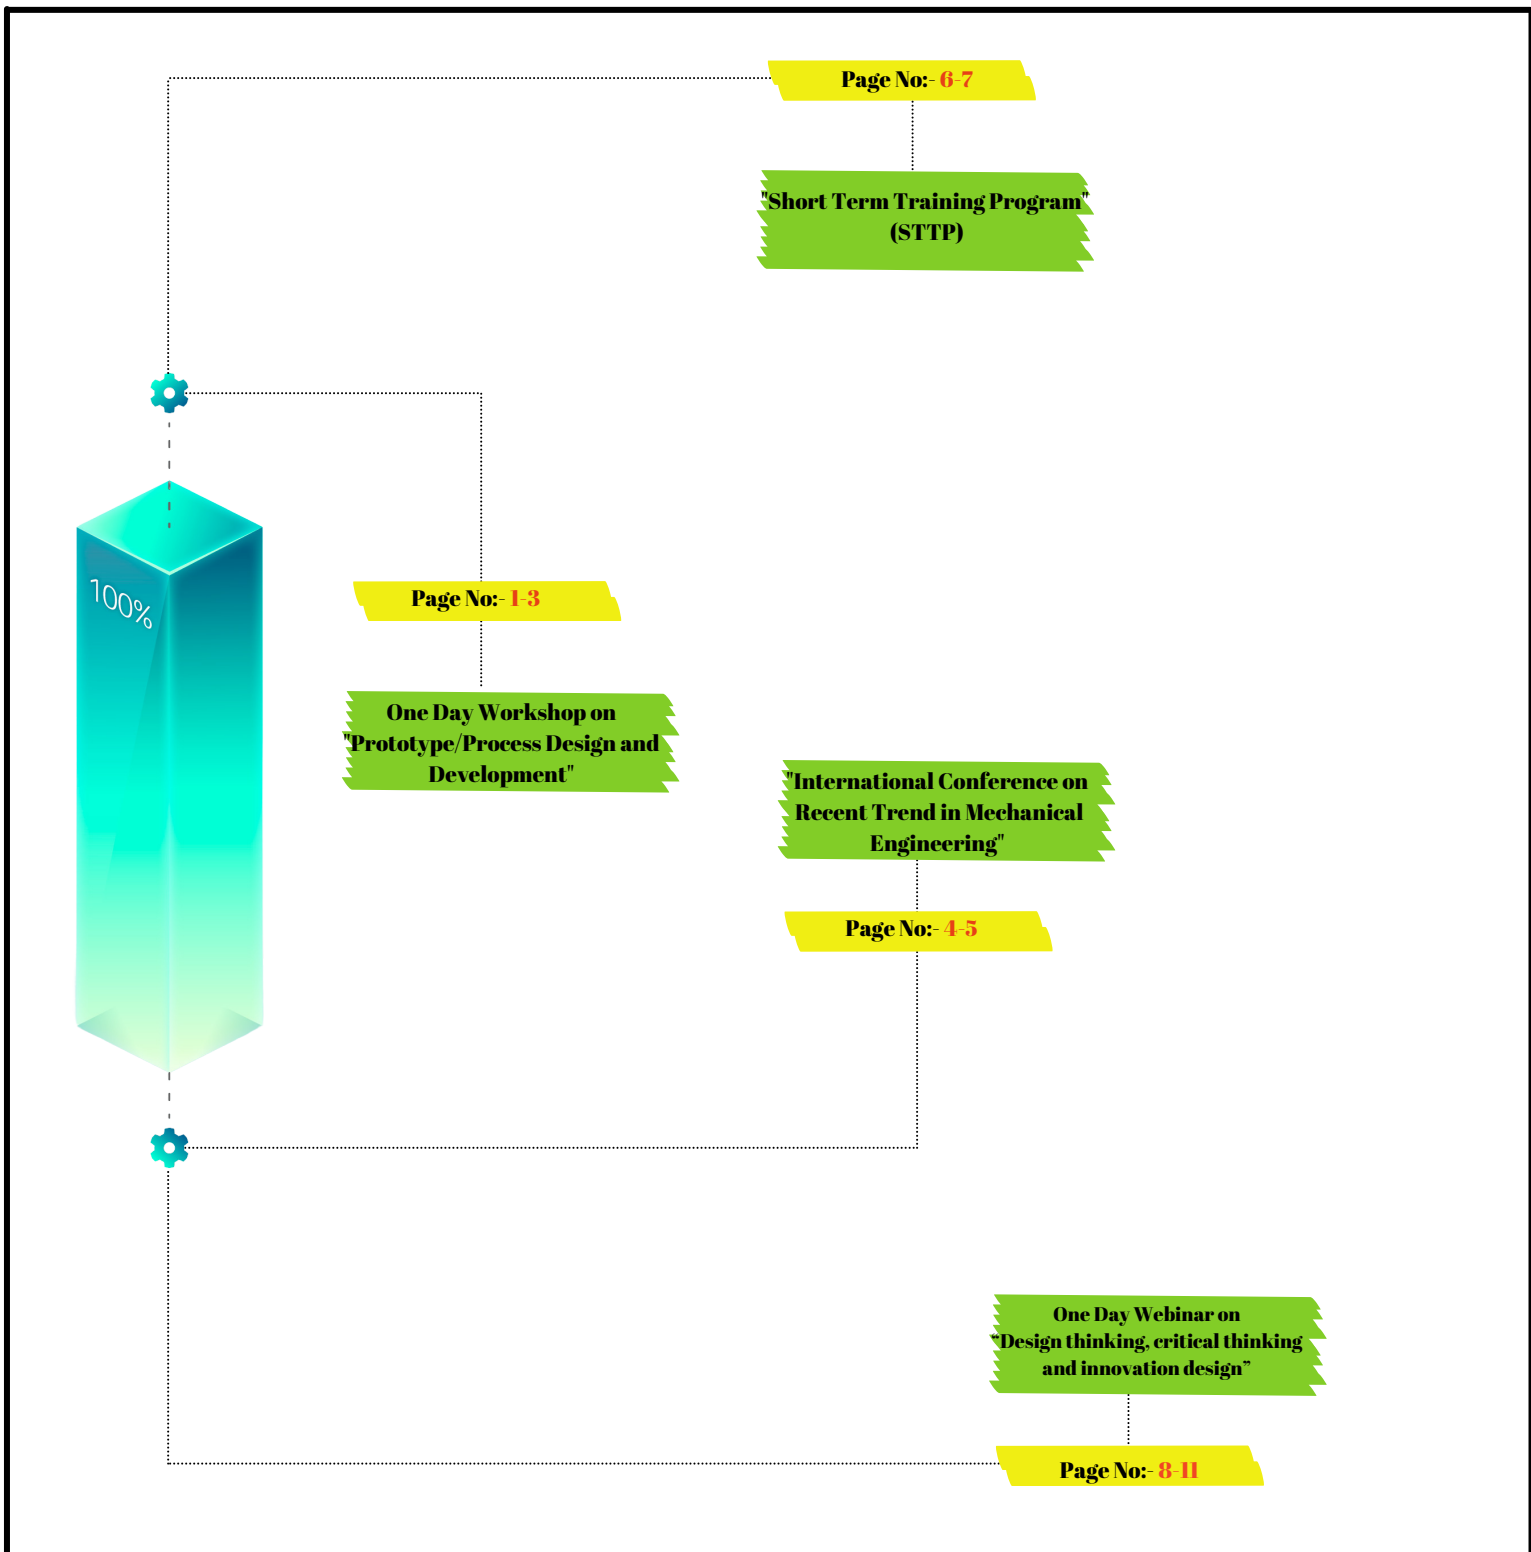 Page No:- 6-7
"Short Term Training Program"
(STTP)
100%
Page No:- 1-3
One Day Workshop on
"Prototype/Process Design and
Development"
"International Conference on
Recent Trend in Mechanical
Engineering"
Page No:- 4-5
One Day Webinar on
“Design thinking, critical thinking
and innovation design”
Page No:- 8-11